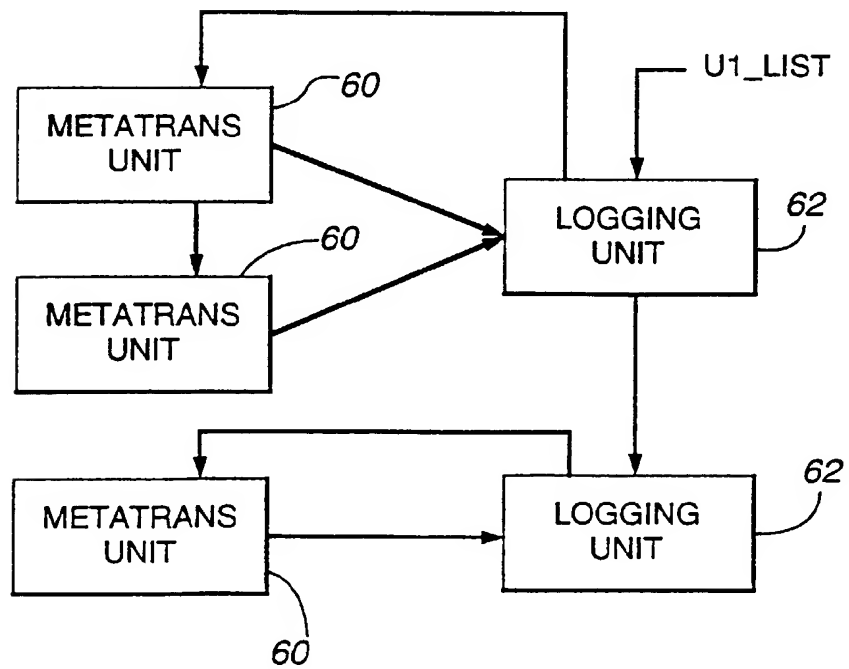 U1_LIST
60
METATRANS
UNIT
62
LOGGING
UNIT
60
METATRANS
UNIT
62
METATRANS
UNIT
LOGGING
UNIT
60